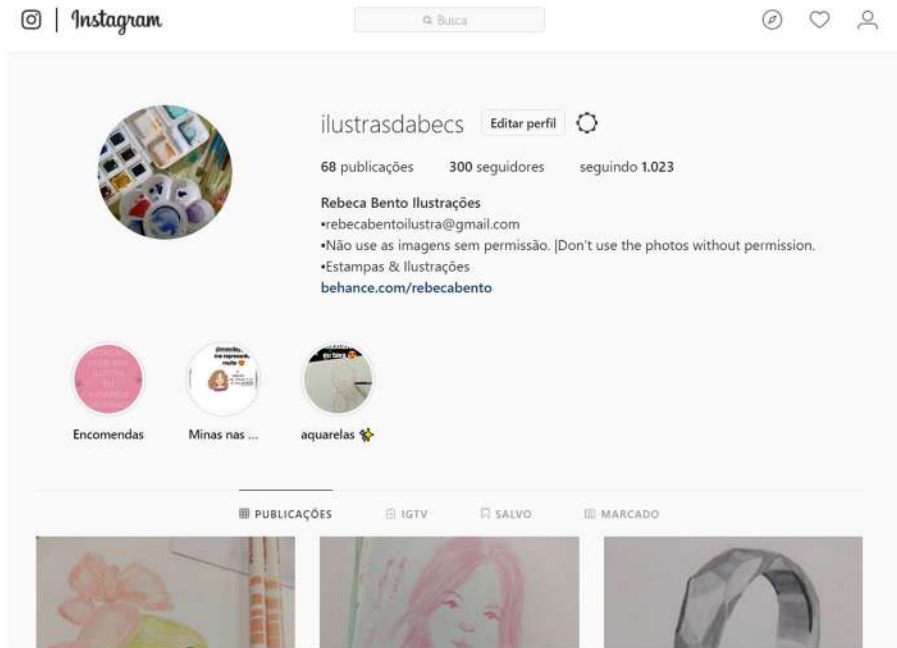 Instagram
Busca
ilustrasdabecs Editar perfil
68 publicações 300 seguidores seguindo 1.023
Rebeca Bento Ilustrações
▪rebecabentoilustra@gmail.com
▪Não use as imagens sem permissão. |Don't use the photos without permission.
▪Estampas & Ilustrações
behance.com/rebecabento
eu tava
Encomendas Minas nas ... aquarelas ✨
PUBLICAÇÕES IGTV SALVO MARCADO